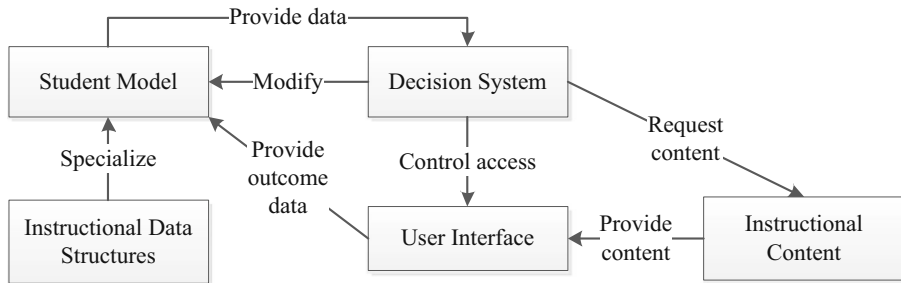 Provide data
Student Model
Modify
Decision System
Request
content
Specialize
Provide
outcome
data
Control access
Instructional Data
Structures
User Interface
Provide
content
Instructional
Content